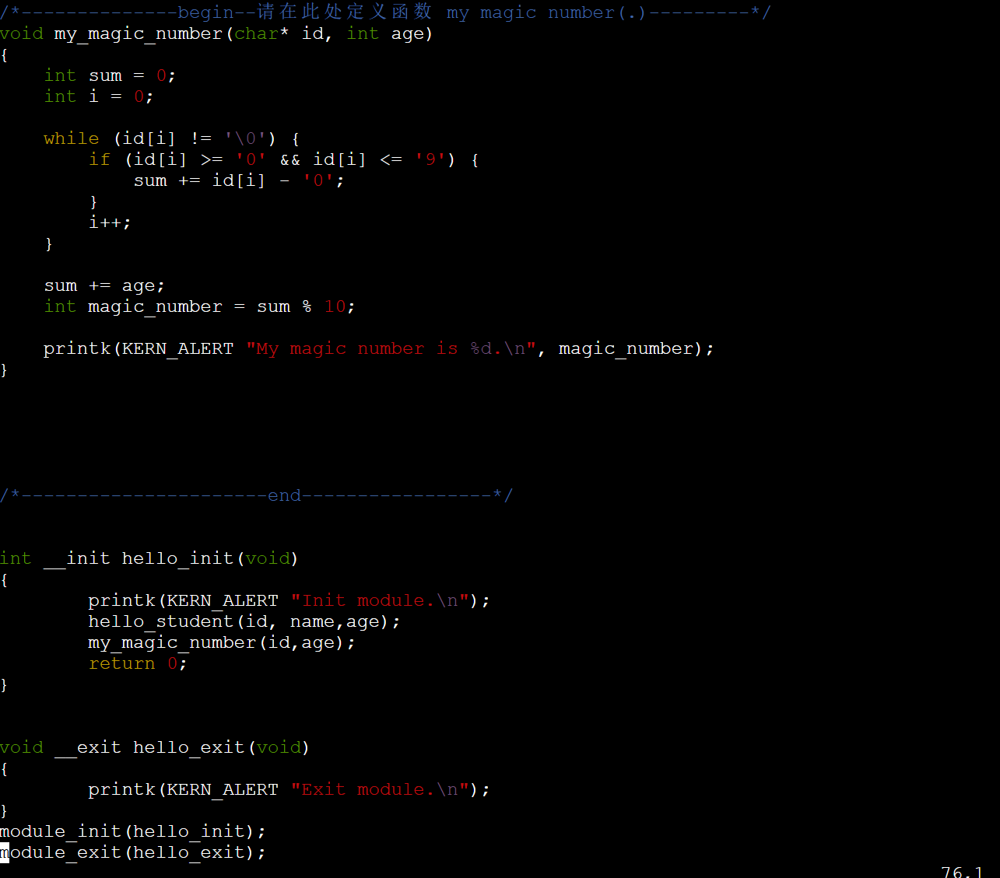 /*--------------begin--请在此处定义函数 my magic number(.)---------*/
void my_magic_number(char* id, int age)
{
    int sum = 0;
    int i = 0;
    while (id[i] != '\0') {
        if (id[i] >= '0' && id[i] <= '9') {
            sum += id[i] - '0';
        }
        i++;
    }
    sum += age;
    int magic_number = sum % 10;
    printk(KERN_ALERT "My magic number is %d.\n", magic_number);
}
/*----------------------end-----------------*/
int __init hello_init(void)
{
        printk(KERN_ALERT "Init module.\n");
        hello_student(id, name,age);
        my_magic_number(id,age);
        return 0;
}
void __exit hello_exit(void)
{
        printk(KERN_ALERT "Exit module.\n");
}
module_init(hello_init);
module_exit(hello_exit);
76,1